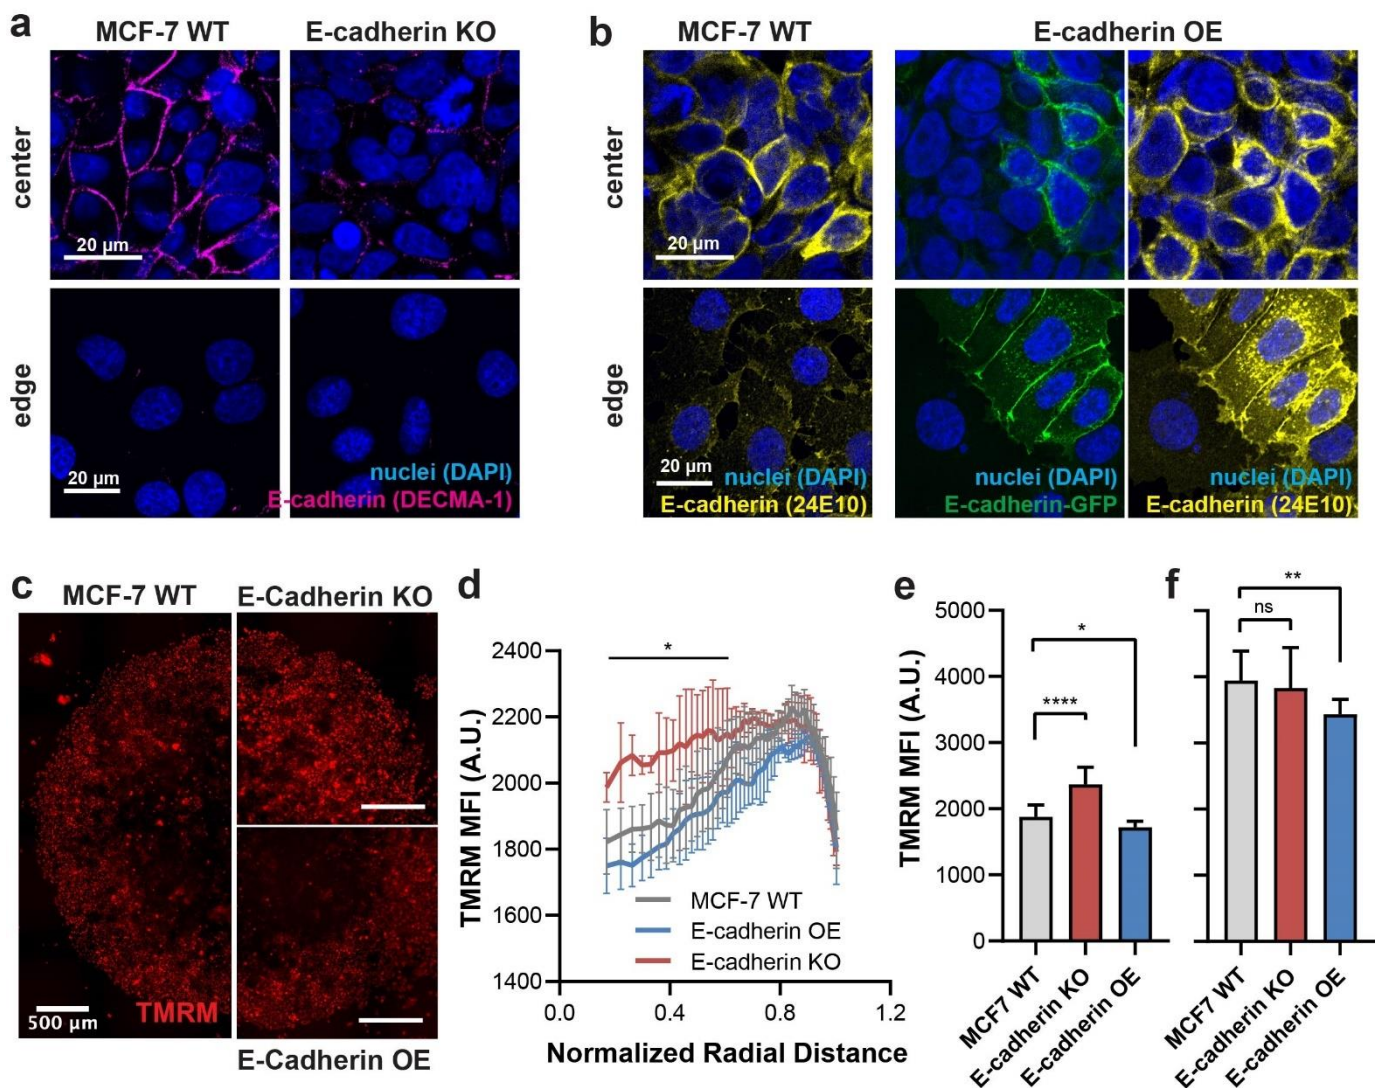 a
MCF-7 WT
E-cadherin KO
center
20 µm
edge
20 µm
nuclei (DAPI)
E-cadherin (DECMA-1)
b
MCF-7 WT
E-cadherin OE
center
20 µm
edge
20 µm
nuclei (DAPI)
E-cadherin (24E10)
nuclei (DAPI)
E-cadherin-GFP
nuclei (DAPI)
E-cadherin (24E10)
c
MCF-7 WT
E-Cadherin KO
500 µm
TMRM
E-Cadherin OE
d
TMRM MFI (A.U.)
2400
2200
2000
1800
1600
1400
*
MCF-7 WT
E-cadherin OE
E-cadherin KO
0.0
0.4
0.8
1.2
Normalized Radial Distance
e
TMRM MFI (A.U.)
5000
4000
3000
2000
1000
0
*
****
MCF7 WT
E-cadherin KO
E-cadherin OE
f
**
ns
MCF7 WT
E-cadherin KO
E-cadherin OE